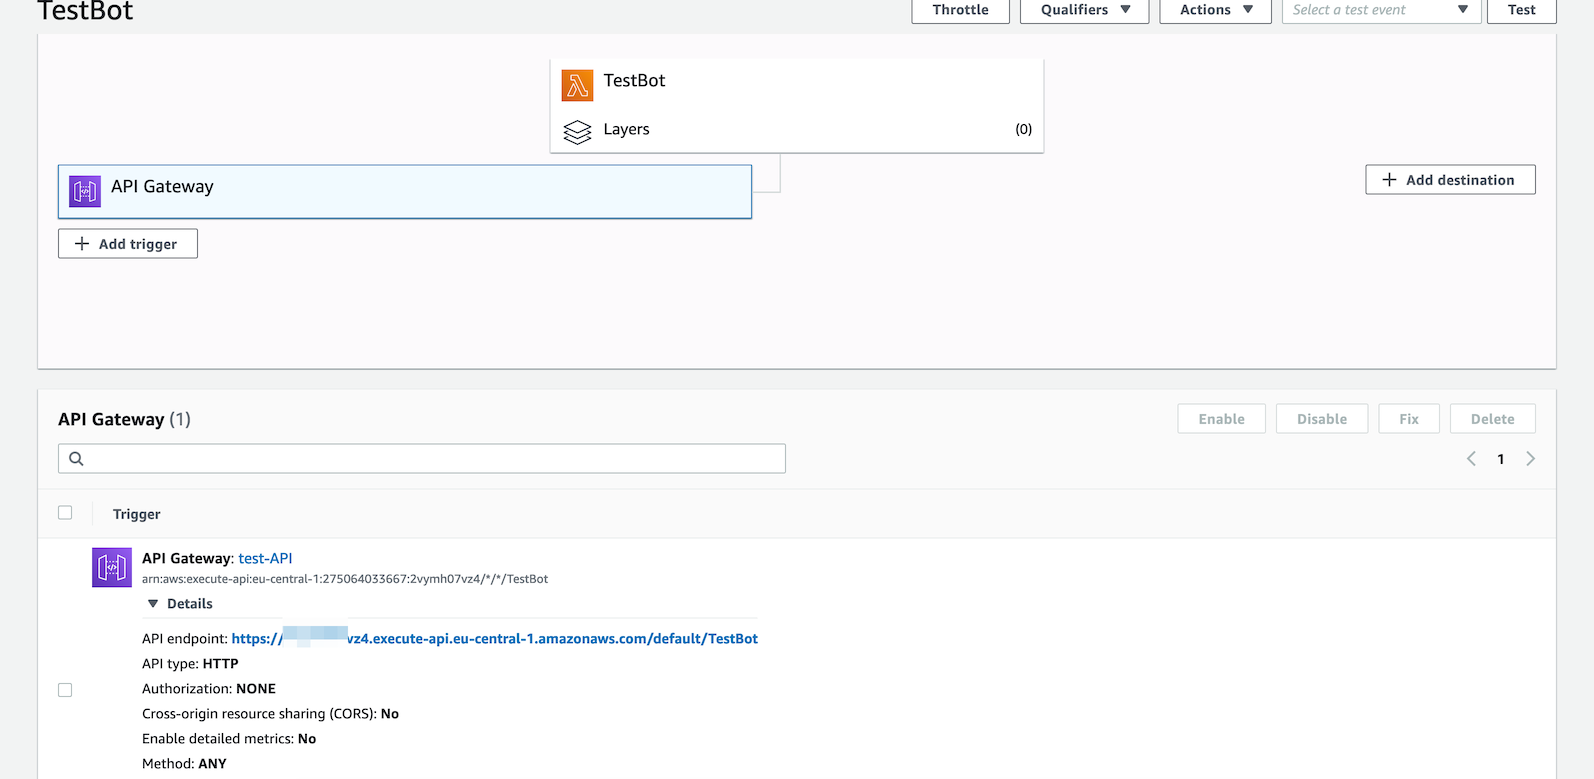 TestBot
Throttle Qualifiers Actions Select a test event Test
TestBot
Layers (0)
API Gateway
Add destination
Add trigger
API Gateway (1)
Enable Disable Fix Delete
1
Trigger
API Gateway: test-API
arn:aws:execute-api:eu-central-1:275064033667:2vymh07vz4/*/*/TestBot
Details
API endpoint: https:// vz4.execute-api.eu-central-1.amazonaws.com/default/TestBot
API type: HTTP
Authorization: NONE
Cross-origin resource sharing (CORS): No
Enable detailed metrics: No
Method: ANY